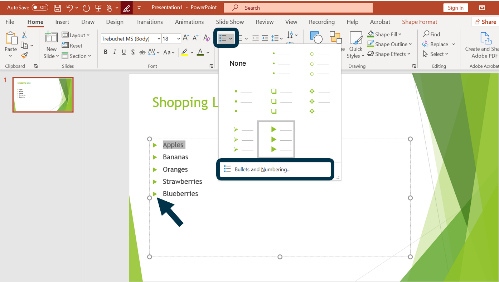 AutoSave Off Presentation1 - PowerPoint Search Sign in
File Home Insert Draw Design Transitions Animations Slide Show Review View Recording Help Acrobat Shape Format Share
Paste New Slide Layout Reset Section
Trebuchet MS (Body) 18
Quick Styles Shape Fill Shape Outline Shape Effects
Find Replace Select
Create and Share Adobe PDF
Clipboard Slides Font Drawing Editing Adobe Acrobat
None
Bullets and Numbering...
1
Shopping L
Apples
Bananas
Oranges
Strawberries
Blueberries